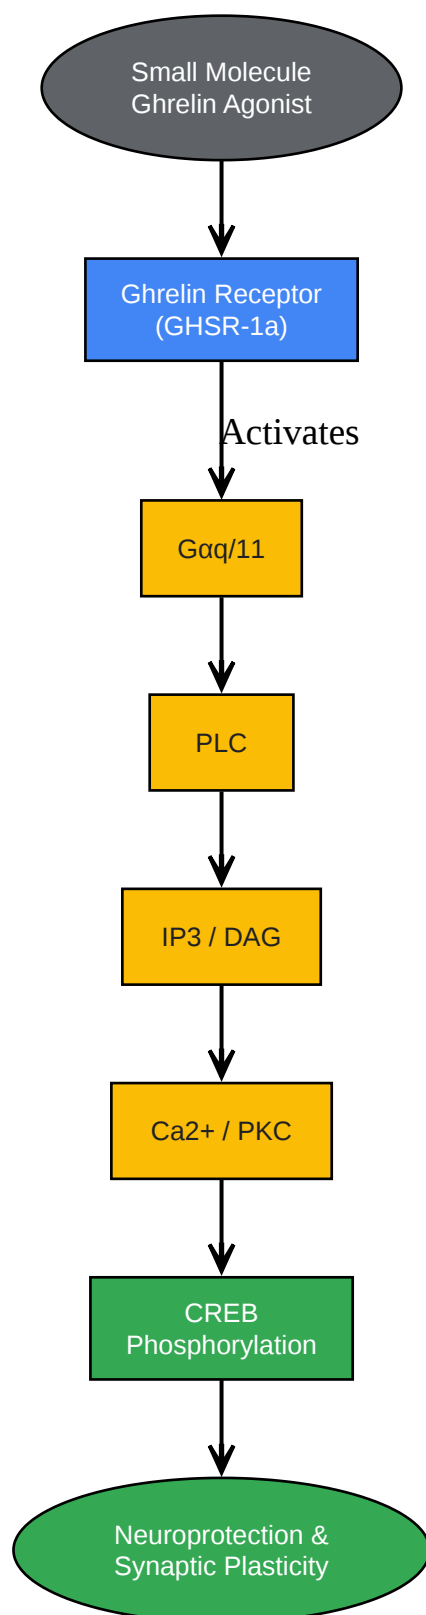 Small Molecule
Ghrelin Agonist
Ghrelin Receptor
(GHSR-1a)
Activates
Gαq/11
PLC
IP3 / DAG
Ca2+ / PKC
CREB
Phosphorylation
Neuroprotection &
Synaptic Plasticity